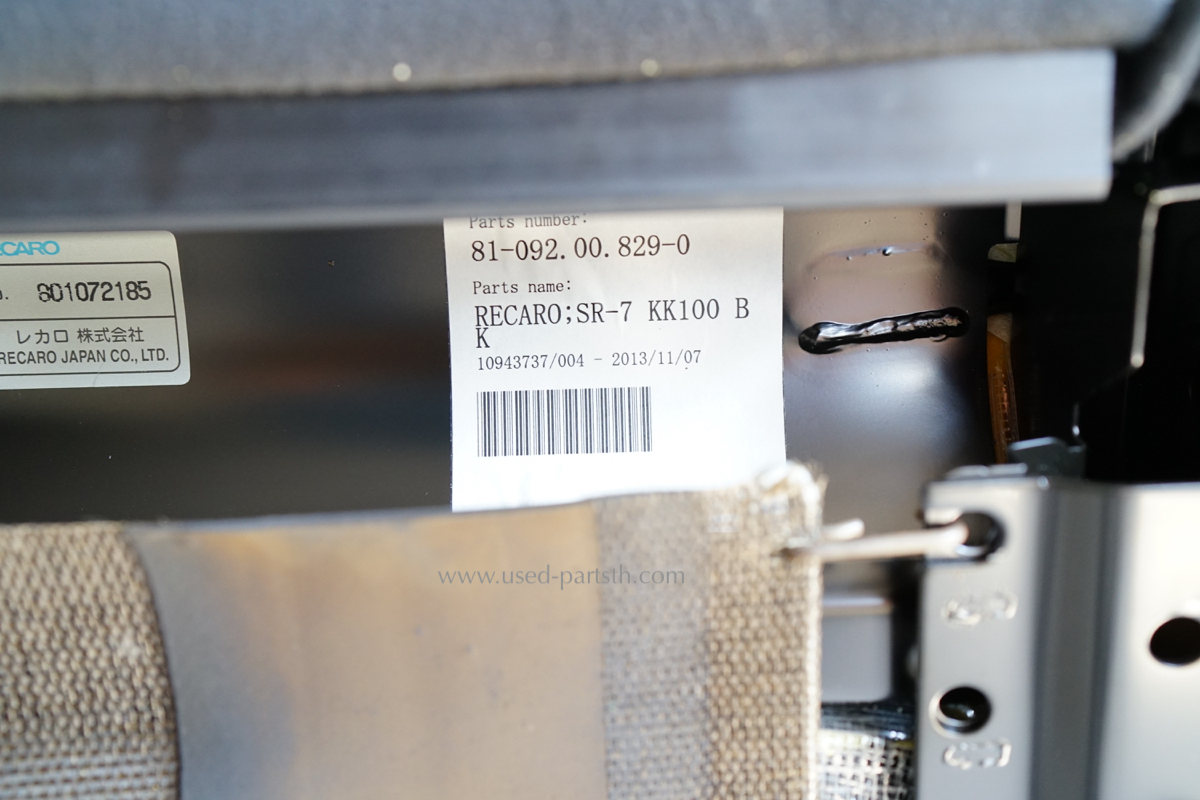 Parts number:
81-092.00.829-0
Parts name:
RECARO;SR-7 KK100 B
K
10943737/004 - 2013/11/07
ECARO
601072185
レカロ 株式会社
RECARO JAPAN CO., LTD.
www.used-partsth.com